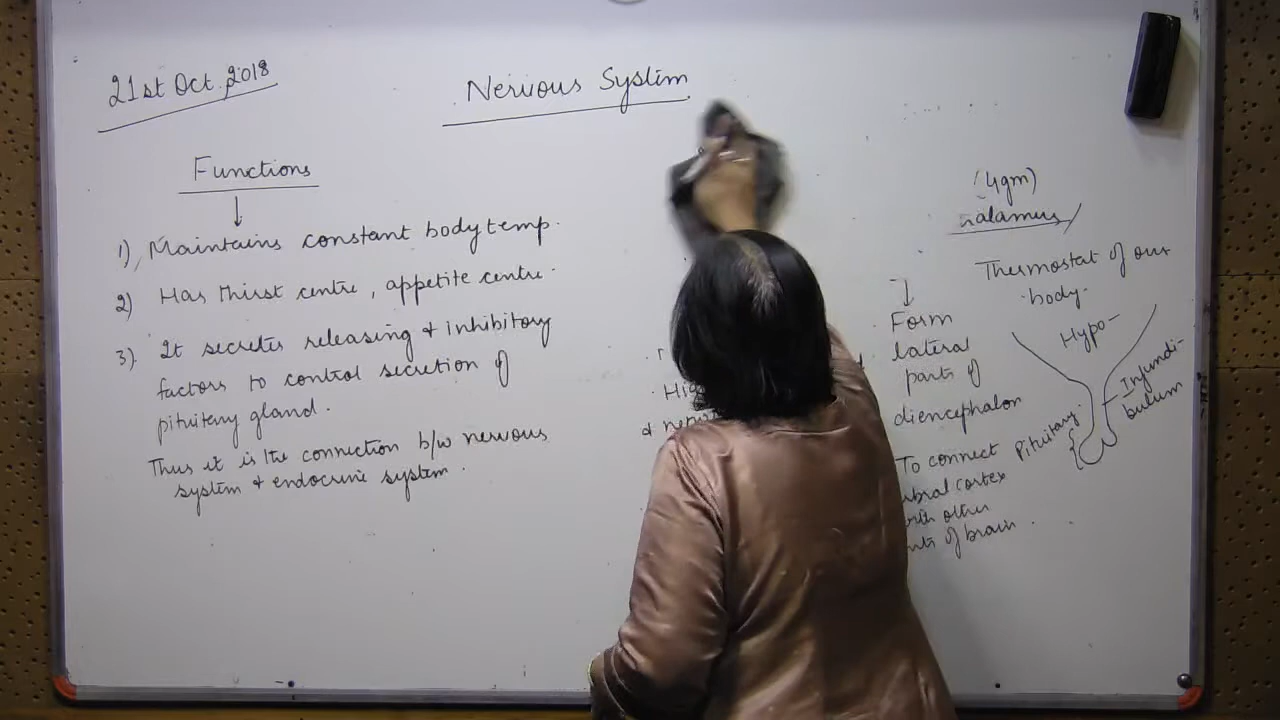 21st Oct, 2018
Nervous System
Functions
1) Maintains constant body temp.
2) Has thirst centre, appetite centre.
3) It secretes releasing & inhibitory
factors to control secretion of
pituitary gland.
Thus it is the connection b/w nervous
system & endocrine system.
Form
lateral
parts of
diencephalon
To connect
cortex
other
of brain.
(4gm)
alamus
Thermostat of our
body.
Hypo-
Infundi-
bulum
Pituitary